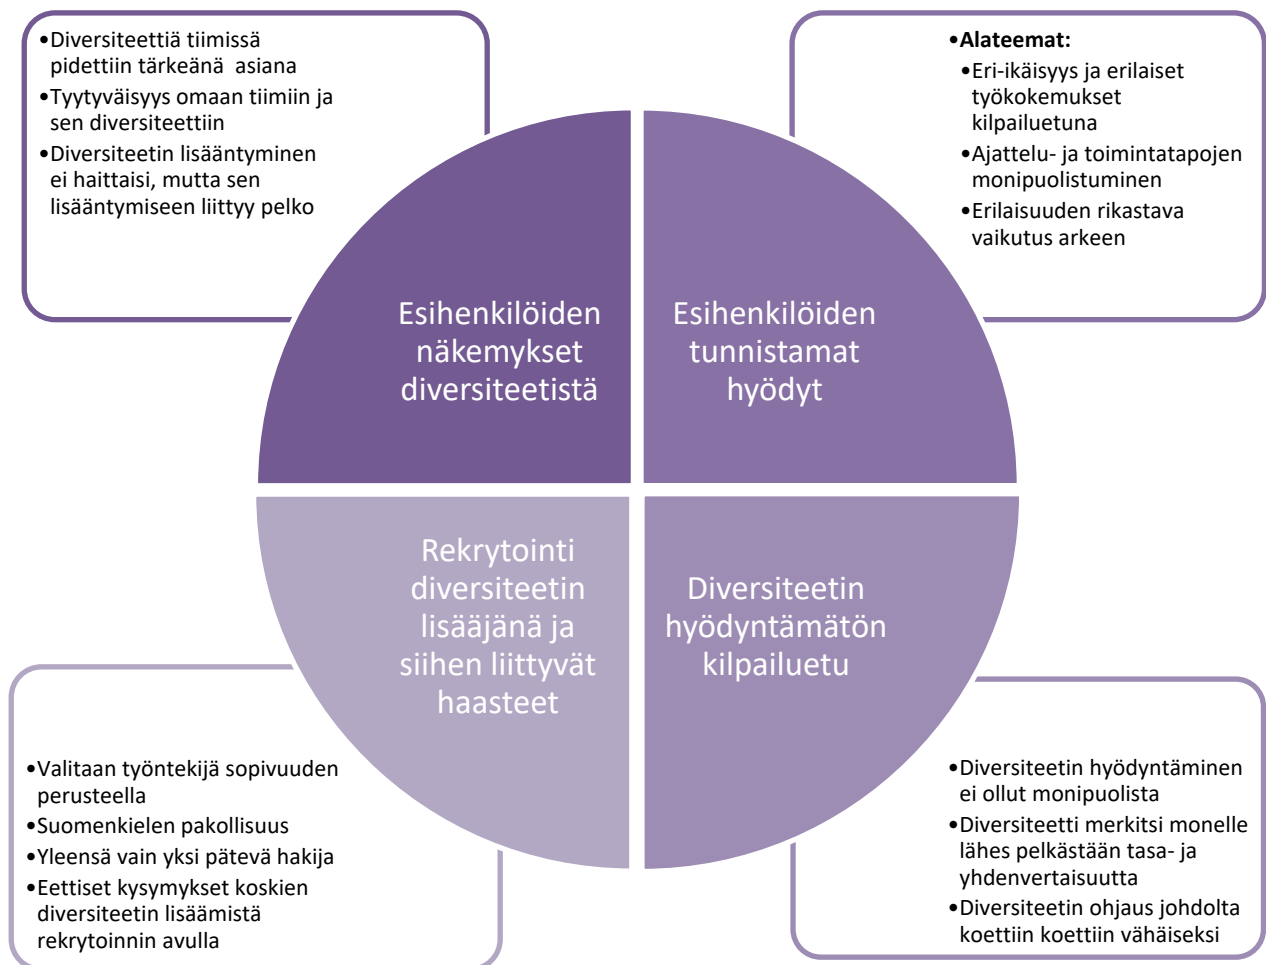 •Diversiteettiä tiimissä
pidettiin tärkeänä asiana
•Tyytyväisyys omaan tiimiin ja
sen diversiteettiin
•Diversiteetin lisääntyminen
ei haittaisi, mutta sen
lisääntymiseen liittyy pelko
•Alateemat:
•Eri-ikäisyys ja erilaiset
työkokemukset
kilpailuetuna
•Ajattelu- ja toimintatapojen
monipuolistuminen
•Erilaisuuden rikastava
vaikutus arkeen
Esihenkilöiden
näkemykset
diversiteetistä
Esihenkilöiden
tunnistamat
hyödyt
Rekrytointi
diversiteetin
lisääjänä ja
siihen liittyvät
haasteet
Diversiteetin
hyödyntämätön
kilpailuetu
•Valitaan työntekijä sopivuuden
perusteella
•Suomenkielen pakollisuus
•Yleensä vain yksi pätevä hakija
•Eettiset kysymykset koskien
diversiteetin lisäämistä
rekrytoinnin avulla
•Diversiteetin hyödyntäminen
ei ollut monipuolista
•Diversiteetti merkitsi monelle
lähes pelkästään tasa- ja
yhdenvertaisuutta
•Diversiteetin ohjaus johdolta
koettiin koettiin vähäiseksi